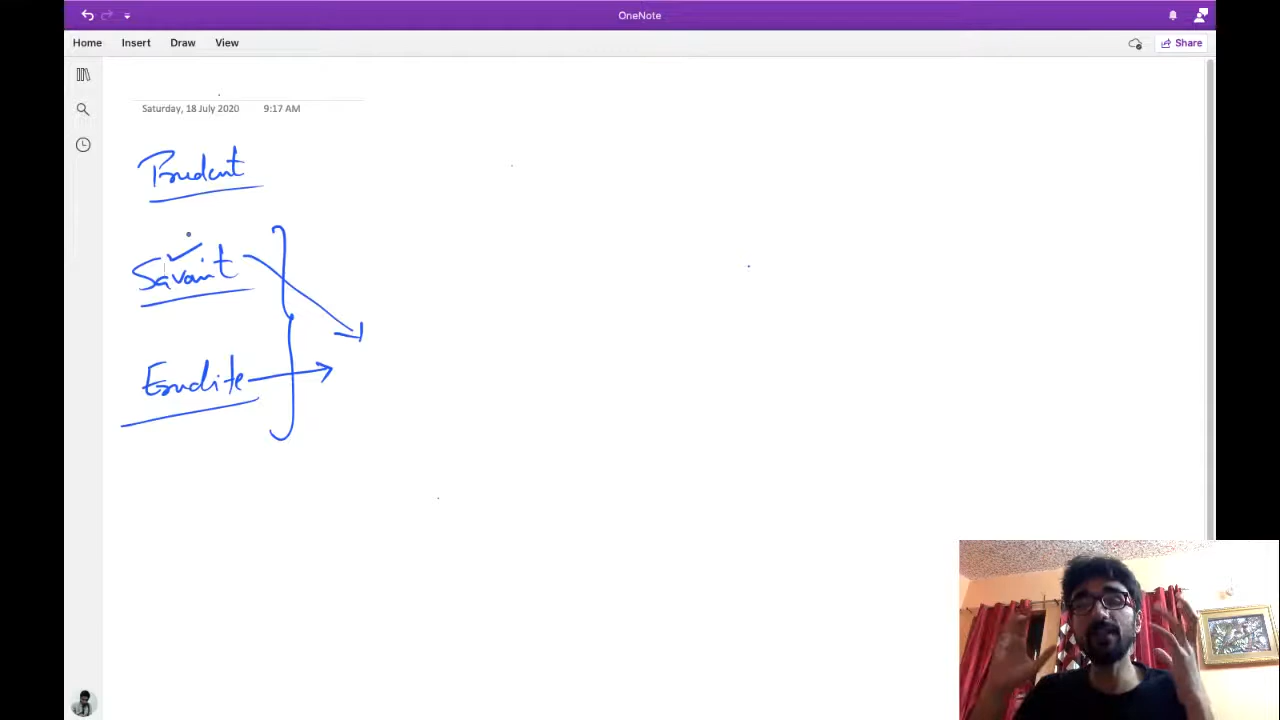 OneNote
Home Insert Draw View Share
Saturday, 18 July 2020 9:17 AM
Prudent
Savant
Erudite